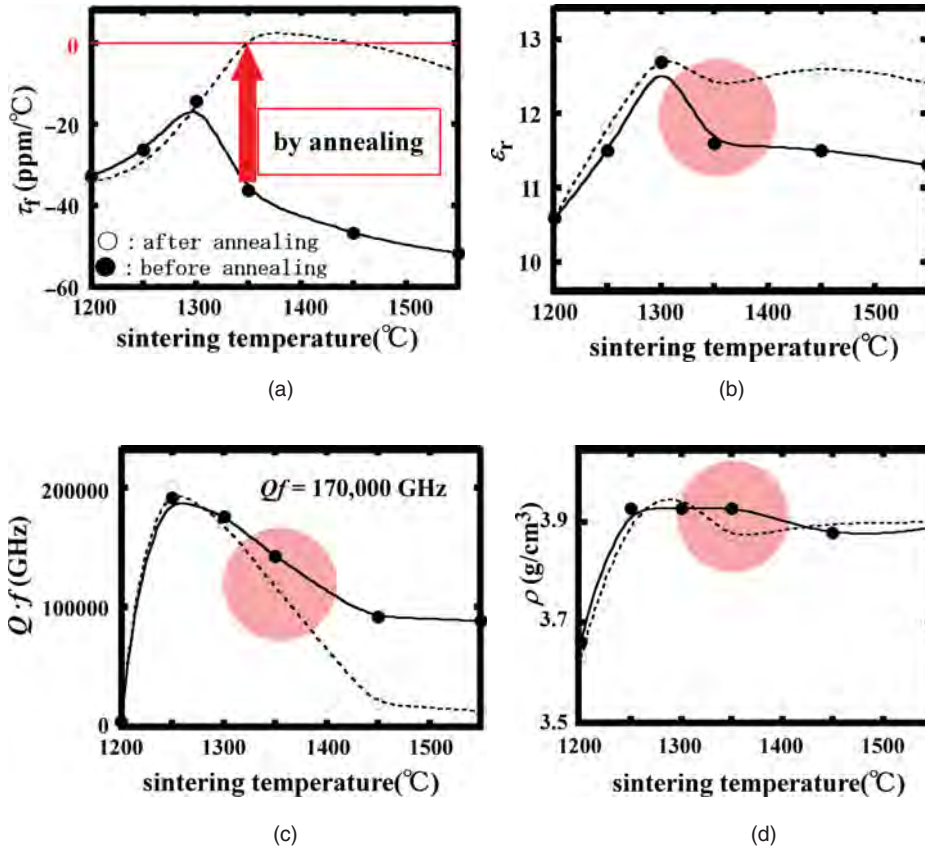 0
−20
−40
−60
τf (ppm/℃)
by annealing
○ : after annealing
● : before annealing
1200 1300 1400 1500
sintering temperature(℃)
(a)
13
12
11
10
εr
1200 1300 1400 1500
sintering temperature(℃)
(b)
200000
100000
0
Q·f (GHz)
Qf = 170,000 GHz
1200 1300 1400 1500
sintering temperature(℃)
(c)
3.9
3.7
3.5
ρ (g/cm³)
1200 1300 1400 1500
sintering temperature(℃)
(d)